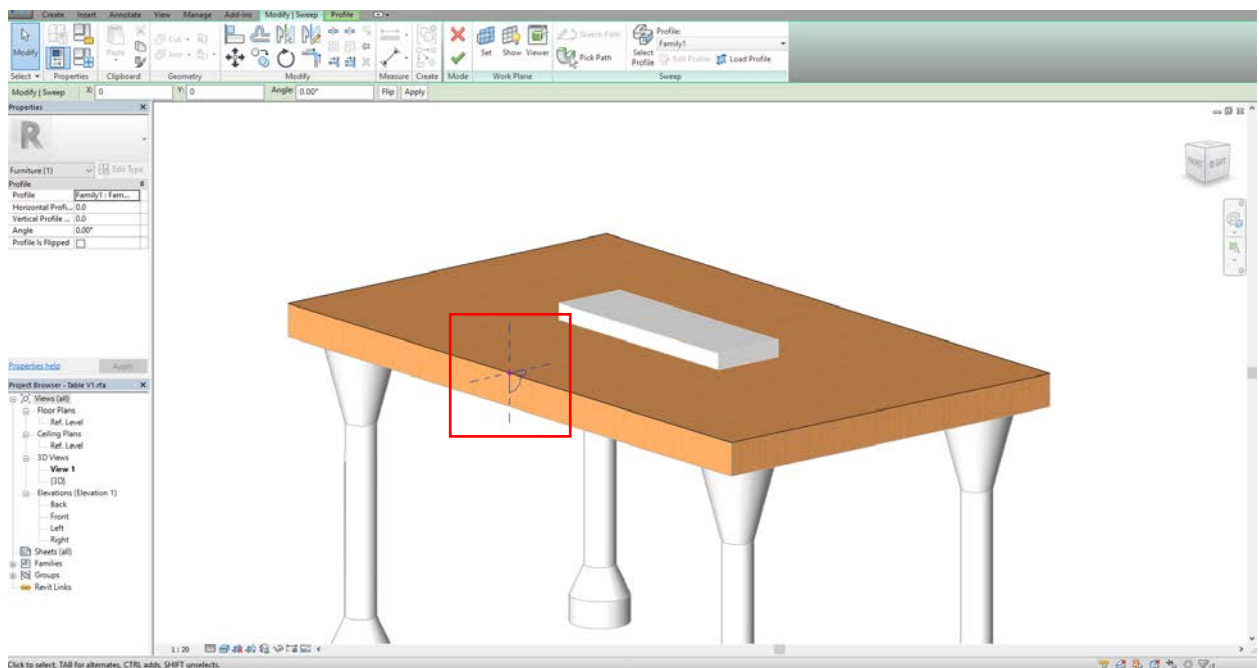 Create Insert Annotate View Manage Add-Ins Modify | Sweep Profile
Modify
Paste
Cut
Join
Set Show Viewer
Sketch Path
Pick Path
Select Profile
Profile:
Family1
Edit Profile Load Profile
Select Properties Clipboard Geometry Modify Measure Create Mode Work Plane Sweep
Modify | Sweep X: 0 Y: 0 Angle: 0.00° Flip Apply
Properties
R
Furniture (1) Edit Type
Profile
Profile Family1 : Fam...
Horizontal Profi... 0.0
Vertical Profile ... 0.0
Angle 0.00°
Profile Is Flipped
Properties help Apply
Project Browser - Table V1.rfa
Views (all)
Floor Plans
Ref. Level
Ceiling Plans
Ref. Level
3D Views
View 1
{3D}
Elevations (Elevation 1)
Back
Front
Left
Right
Sheets (all)
Families
Groups
Revit Links
FRONT
1 : 20
Click to select, TAB for alternates, CTRL adds, SHIFT unselects.